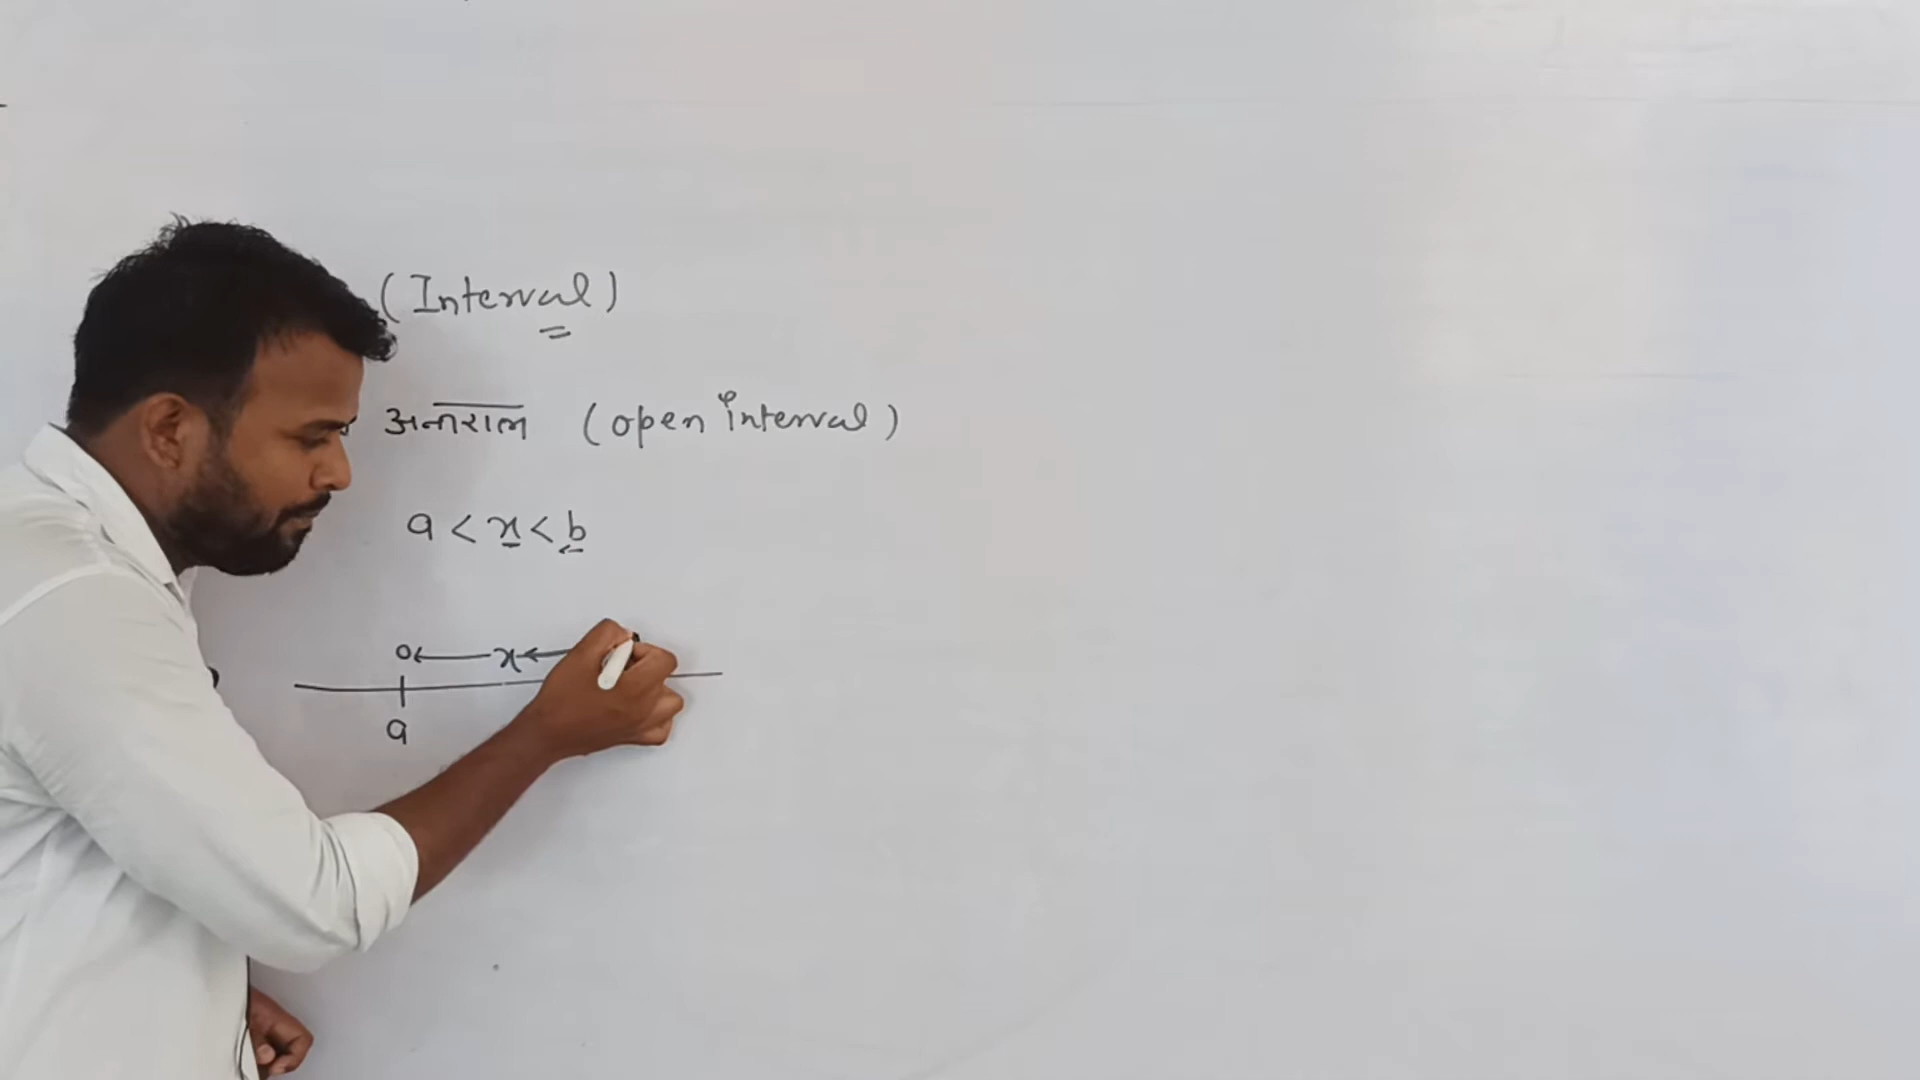 (Interval)
अन्तराल (open interval)
a < x < b
o x
a